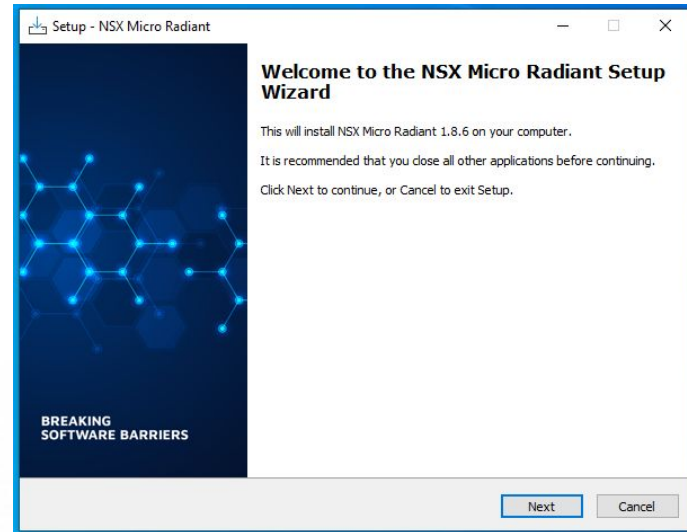 Setup - NSX Micro Radiant
Welcome to the NSX Micro Radiant Setup
Wizard
This will install NSX Micro Radiant 1.8.6 on your computer.
It is recommended that you close all other applications before continuing.
Click Next to continue, or Cancel to exit Setup.
BREAKING
SOFTWARE BARRIERS
Next
Cancel